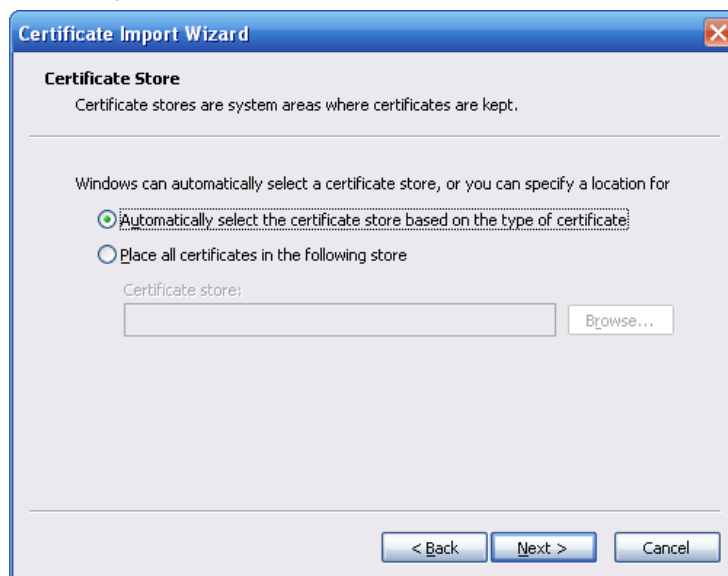 Certificate Import Wizard
Certificate Store
Certificate stores are system areas where certificates are kept.
Windows can automatically select a certificate store, or you can specify a location for
Automatically select the certificate store based on the type of certificate
Place all certificates in the following store
Certificate store:
Browse...
< Back
Next >
Cancel